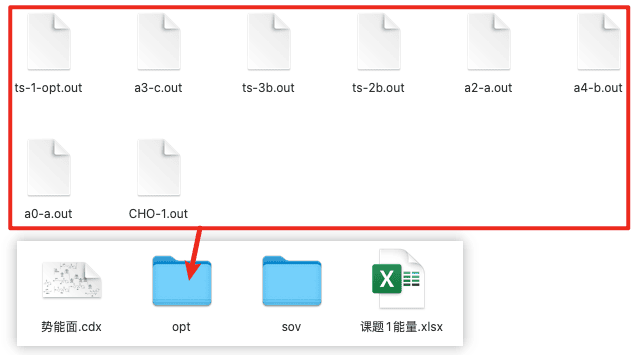 ts-1-opt.out
a3-c.out
ts-3b.out
ts-2b.out
a2-a.out
a4-b.out
a0-a.out
CHO-1.out
X
势能面.cdx
opt
sov
课题1能量.xlsx